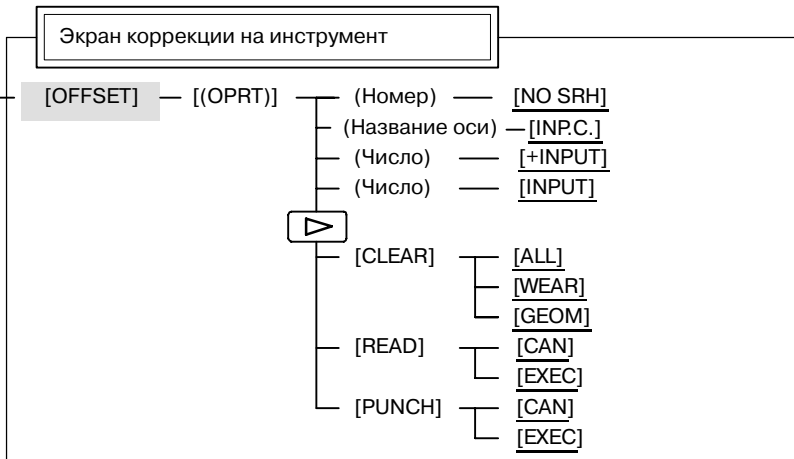 Экран коррекции на инструмент
[OFFSET] [(OPRT)] (Номер) [NO SRH]
(Название оси) [INP.C.]
(Число) [+INPUT]
(Число) [INPUT]
[CLEAR] [ALL]
[WEAR]
[GEOM]
[READ] [CAN]
[EXEC]
[PUNCH] [CAN]
[EXEC]